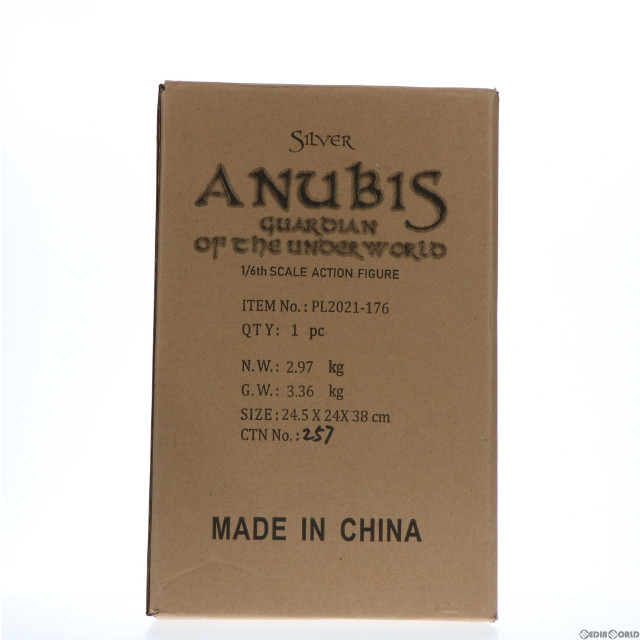 SILVER
ANUBIS
GUARDIAN
OF THE UNDERWORLD
1/6th SCALE ACTION FIGURE
ITEM No.: PL2021-176
QTY: 1 pc
N.W.: 2.97 kg
G.W.: 3.36 kg
SIZE: 24.5 X 24X 38 cm
CTN No.: 257
MADE IN CHINA
MEDIAWORLD